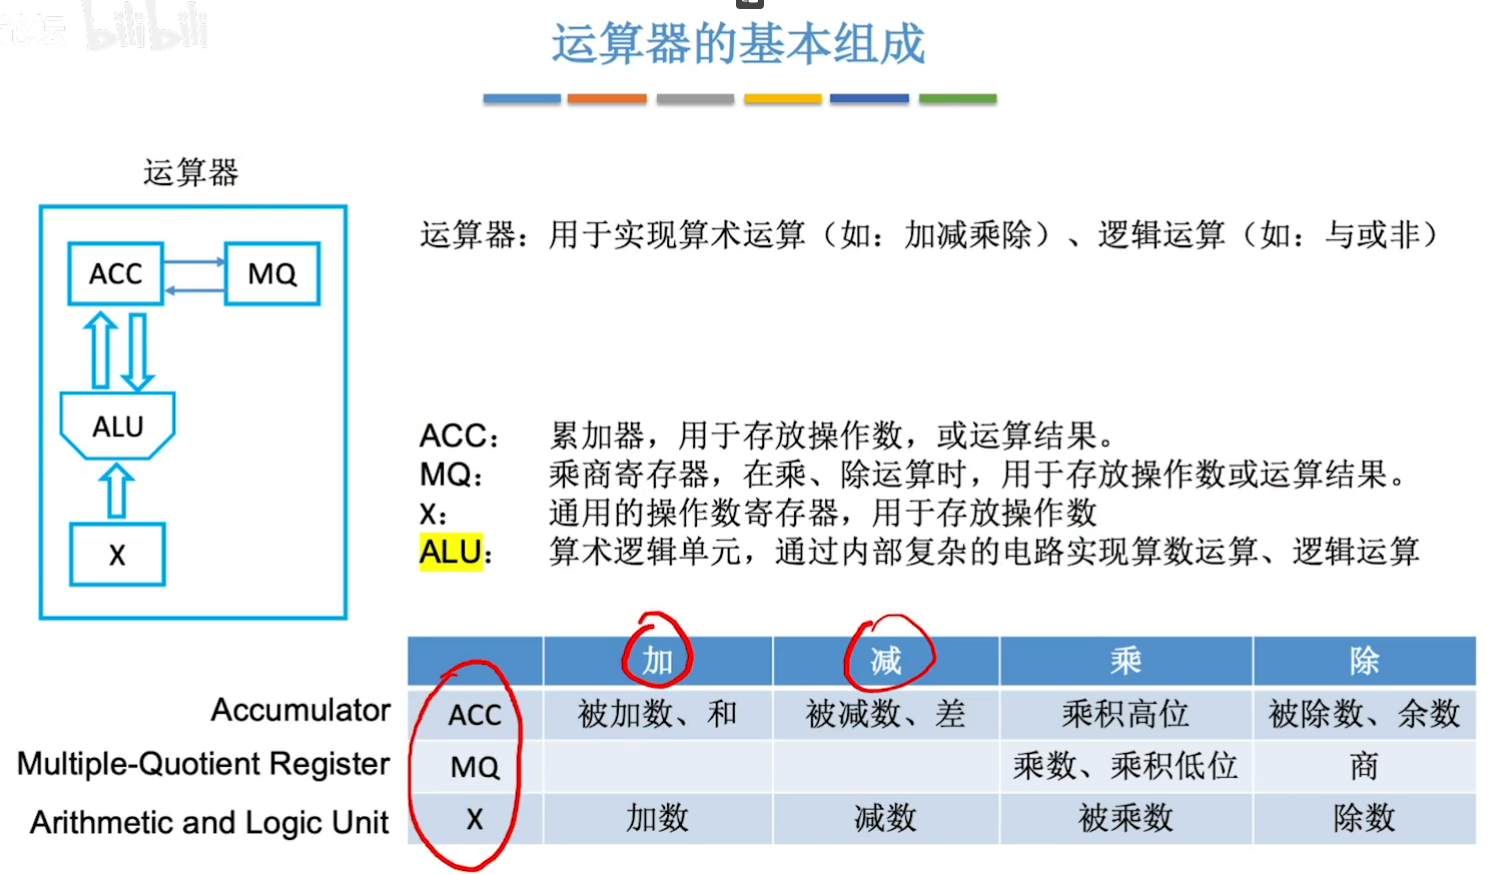 bilibili
运算器的基本组成
运算器
ACC
MQ
ALU
X
运算器：用于实现算术运算（如：加减乘除）、逻辑运算（如：与或非）
ACC： 累加器，用于存放操作数，或运算结果。
MQ： 乘商寄存器，在乘、除运算时，用于存放操作数或运算结果。
X： 通用的操作数寄存器，用于存放操作数
ALU： 算术逻辑单元，通过内部复杂的电路实现算数运算、逻辑运算
加 减 乘 除
Accumulator ACC 被加数、和 被减数、差 乘积高位 被除数、余数
Multiple-Quotient Register MQ 乘数、乘积低位 商
Arithmetic and Logic Unit X 加数 减数 被乘数 除数